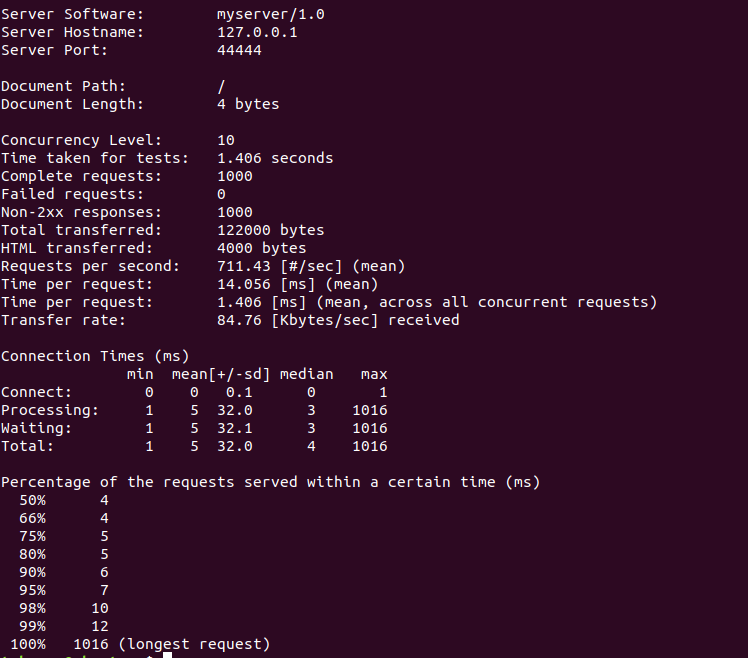 Server Software: myserver/1.0
Server Hostname: 127.0.0.1
Server Port: 44444
Document Path: /
Document Length: 4 bytes
Concurrency Level: 10
Time taken for tests: 1.406 seconds
Complete requests: 1000
Failed requests: 0
Non-2xx responses: 1000
Total transferred: 122000 bytes
HTML transferred: 4000 bytes
Requests per second: 711.43 [#/sec] (mean)
Time per request: 14.056 [ms] (mean)
Time per request: 1.406 [ms] (mean, across all concurrent requests)
Transfer rate: 84.76 [Kbytes/sec] received
Connection Times (ms)
min mean[+/-sd] median max
Connect: 0 0 0.1 0 1
Processing: 1 5 32.0 3 1016
Waiting: 1 5 32.1 3 1016
Total: 1 5 32.0 4 1016
Percentage of the requests served within a certain time (ms)
50% 4
66% 4
75% 5
80% 5
90% 6
95% 7
98% 10
99% 12
100% 1016 (longest request)